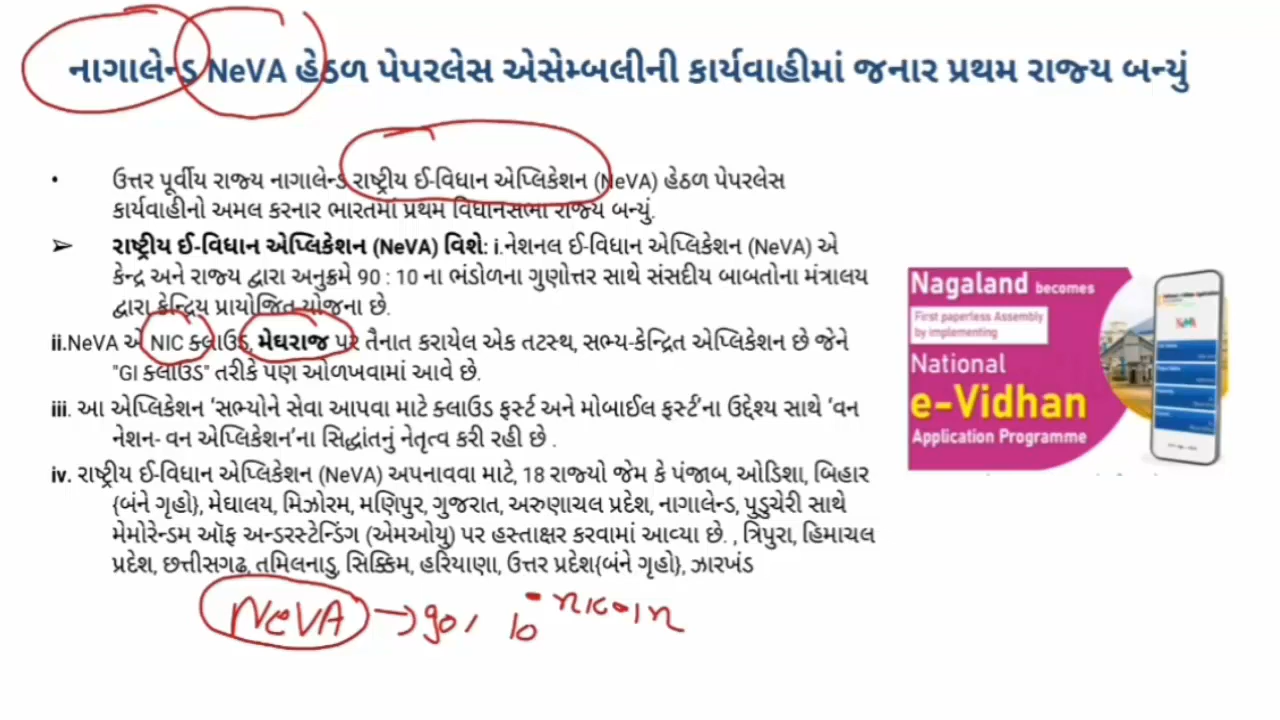 નાગાલેન્ડ NeVA હેઠળ પેપરલેસ એસેમ્બલીની કાર્યવાહીમાં જનાર પ્રથમ રાજ્ય બન્યું
• ઉત્તર પૂર્વીય રાજ્ય નાગાલેન્ડ રાષ્ટ્રીય ઈ-વિધાન એપ્લિકેશન (NeVA) હેઠળ પેપરલેસ
કાર્યવાહીનો અમલ કરનાર ભારતમાં પ્રથમ વિધાનસભા રાજ્ય બન્યું.
➢ રાષ્ટ્રીય ઈ-વિધાન એપ્લિકેશન (NeVA) વિશે: i.નેશનલ ઈ-વિધાન એપ્લિકેશન (NeVA) એ
કેન્દ્ર અને રાજ્ય દ્વારા અનુક્રમે 90 : 10 ના ભંડોળના ગુણોત્તર સાથે સંસદીય બાબતોના મંત્રાલય
દ્વારા કેન્દ્રિય પ્રાયોજિત યોજના છે.
ii.NeVA એ NIC ક્લાઉડ, મેઘરાજ પર તૈનાત કરાયેલ એક તટસ્થ, સભ્ય-કેન્દ્રિત એપ્લિકેશન છે જેને
"GI ક્લાઉડ" તરીકે પણ ઓળખવામાં આવે છે.
iii. આ એપ્લિકેશન ‘સભ્યોને સેવા આપવા માટે ક્લાઉડ ફર્સ્ટ અને મોબાઈલ ફર્સ્ટ’ના ઉદ્દેશ્ય સાથે ‘વન
નેશન- વન એપ્લિકેશન’ના સિદ્ધાંતનું નેતૃત્વ કરી રહી છે .
iv. રાષ્ટ્રીય ઈ-વિધાન એપ્લિકેશન (NeVA) અપનાવવા માટે, 18 રાજ્યો જેમ કે પંજાબ, ઓડિશા, બિહાર
{બંને ગૃહો}, મેઘાલય, મિઝોરમ, મણિપુર, ગુજરાત, અરુણાચલ પ્રદેશ, નાગાલેન્ડ, પુડુચેરી સાથે
મેમોરેન્ડમ ઑફ અન્ડરસ્ટેન્ડિંગ (એમઓયુ) પર હસ્તાક્ષર કરવામાં આવ્યા છે. , ત્રિપુરા, હિમાચલ
પ્રદેશ, છત્તીસગઢ, તમિલનાડુ, સિક્કિમ, હરિયાણા, ઉત્તર પ્રદેશ{બંને ગૃહો}, ઝારખંડ
Nagaland becomes
First paperless Assembly
by implementing
National
e-Vidhan
Application Programme
NeVA